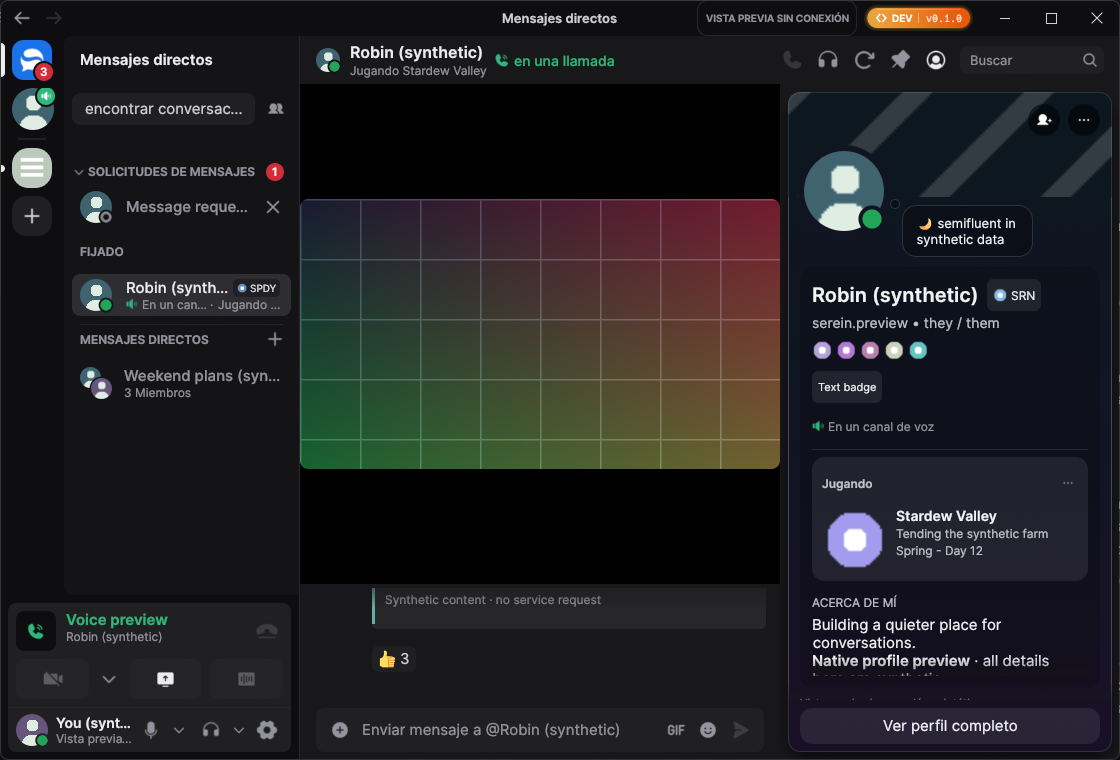 Mensajes directos
VISTA PREVIA SIN CONEXIÓN
DEV
v0.1.0
3
Mensajes directos
encontrar conversac...
SOLICITUDES DE MENSAJES
1
Message reque...
FIJADO
Robin (synth...
SPDY
En un can... · Jugando ...
MENSAJES DIRECTOS
Weekend plans (syn...
3 Miembros
Voice preview
Robin (synthetic)
You (synt...
Vista previa...
Robin (synthetic)
en una llamada
Jugando Stardew Valley
Buscar
Synthetic content · no service request
👍 3
Enviar mensaje a @Robin (synthetic)
GIF
🌙 semifluent in
synthetic data
Robin (synthetic)
SRN
serein.preview • they / them
Text badge
En un canal de voz
Jugando
Stardew Valley
Tending the synthetic farm
Spring - Day 12
ACERCA DE MÍ
Building a quieter place for
conversations.
Native profile preview · all details
Ver perfil completo